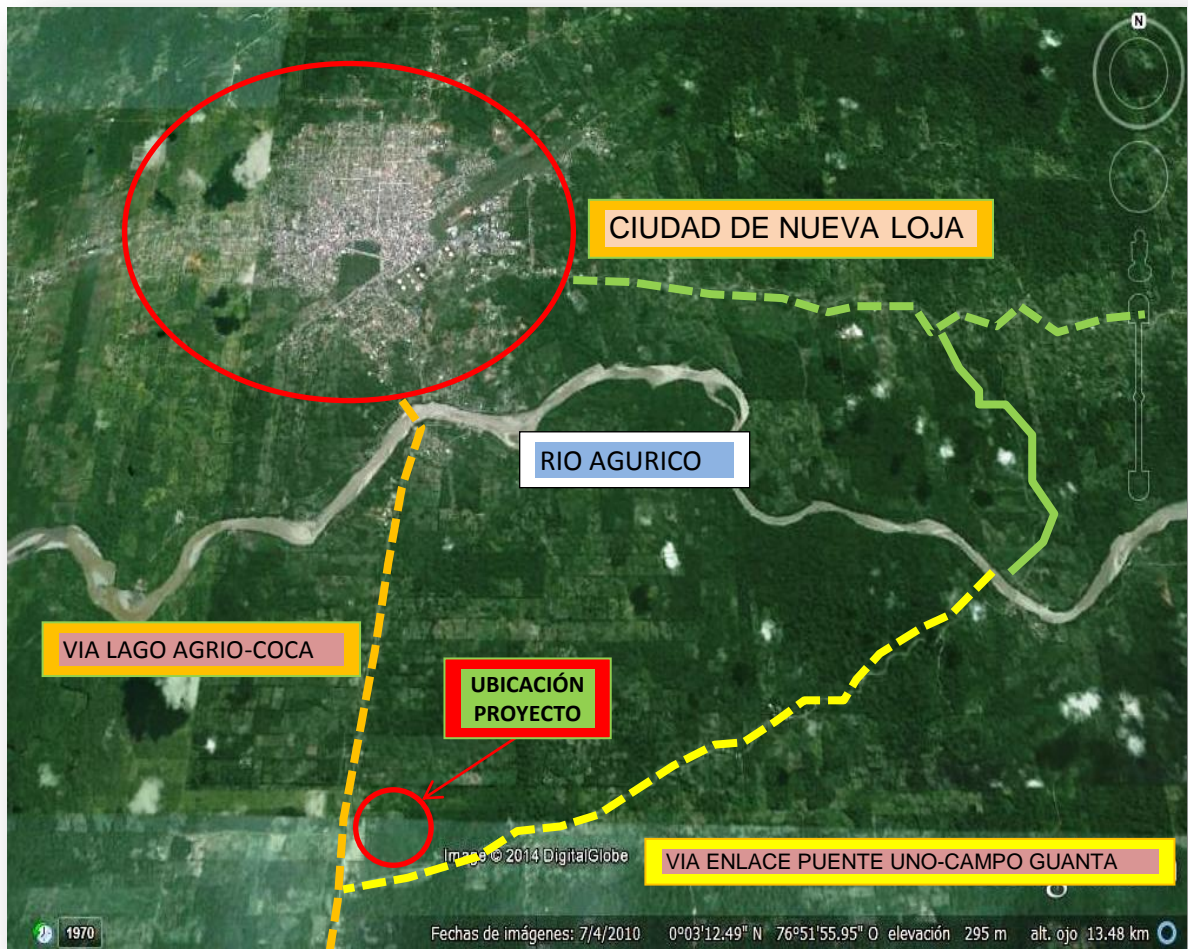 N
CIUDAD DE NUEVA LOJA
RIO AGURICO
VIA LAGO AGRIO-COCA
UBICACIÓN
PROYECTO
Image © 2014 DigitalGlobe
VIA ENLACE PUENTE UNO-CAMPO GUANTA
1970
Fechas de imágenes: 7/4/2010 0°03'12.49" N 76°51'55.95" O elevación 295 m alt. ojo 13.48 km